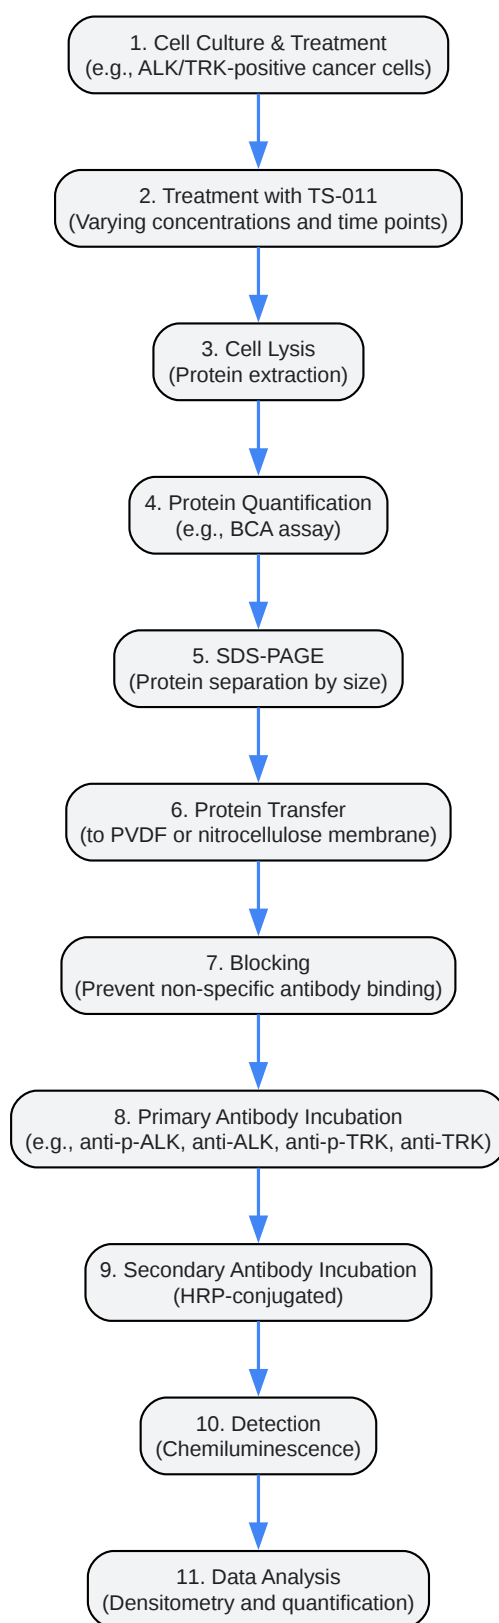 1. Cell Culture & Treatment
(e.g., ALK/TRK-positive cancer cells)
2. Treatment with TS-011
(Varying concentrations and time points)
3. Cell Lysis
(Protein extraction)
4. Protein Quantification
(e.g., BCA assay)
5. SDS-PAGE
(Protein separation by size)
6. Protein Transfer
(to PVDF or nitrocellulose membrane)
7. Blocking
(Prevent non-specific antibody binding)
8. Primary Antibody Incubation
(e.g., anti-p-ALK, anti-ALK, anti-p-TRK, anti-TRK)
9. Secondary Antibody Incubation
(HRP-conjugated)
10. Detection
(Chemiluminescence)
11. Data Analysis
(Densitometry and quantification)